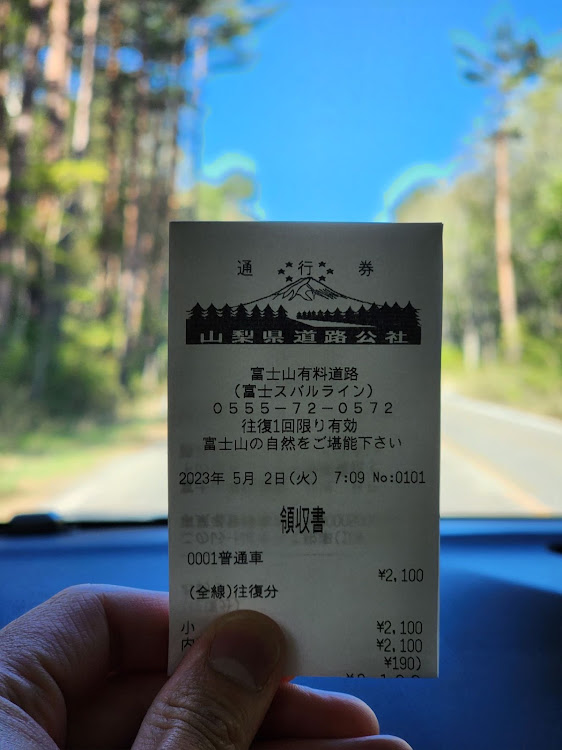 通行券
山梨県道路公社
富士山有料道路
(富士スバルライン)
0555-72-0572
往復1回限り有効
富士山の自然をご堪能下さい
2023年 5月 2日(火) 7:09 No:0101
領収書
0001普通車
¥2,100
(全線)往復分
小 ¥2,100
内 ¥2,100
¥190)